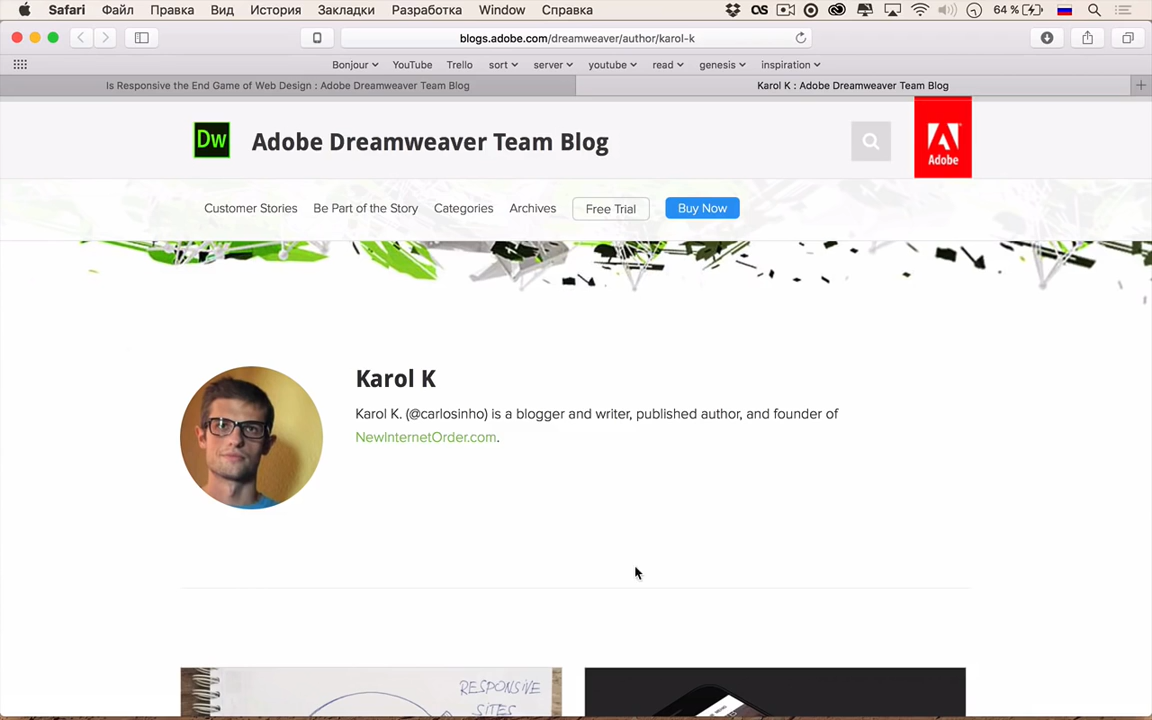 Safari Файл Правка Вид История Закладки Разработка Window Справка 64 %
blogs.adobe.com/dreamweaver/author/karol-k
Bonjour YouTube Trello sort server youtube read genesis inspiration
Is Responsive the End Game of Web Design : Adobe Dreamweaver Team Blog
Karol K : Adobe Dreamweaver Team Blog
Dw Adobe Dreamweaver Team Blog
Adobe
Customer Stories Be Part of the Story Categories Archives Free Trial Buy Now
Karol K
Karol K. (@carlosinho) is a blogger and writer, published author, and founder of
NewInternetOrder.com.
RESPONSIVE
SITES